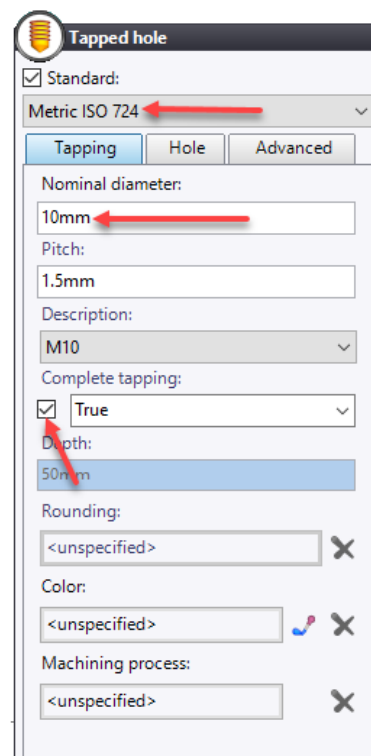 Tapped hole
Standard:
Metric ISO 724
Tapping Hole Advanced
Nominal diameter:
10mm
Pitch:
1.5mm
Description:
M10
Complete tapping:
True
Depth:
50mm
Rounding:
<unspecified>
Color:
<unspecified>
Machining process:
<unspecified>